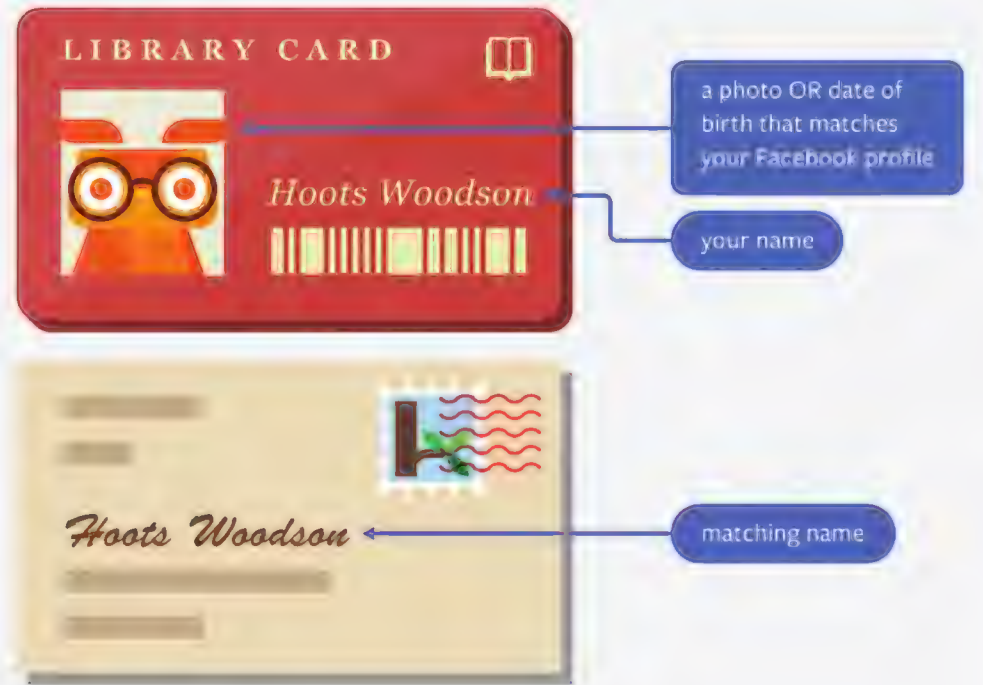 LIBRARY CARD
a photo OR date of
birth that matches
your Facebook profile
Hoots Woodson
your name
Hoots Woodson
matching name